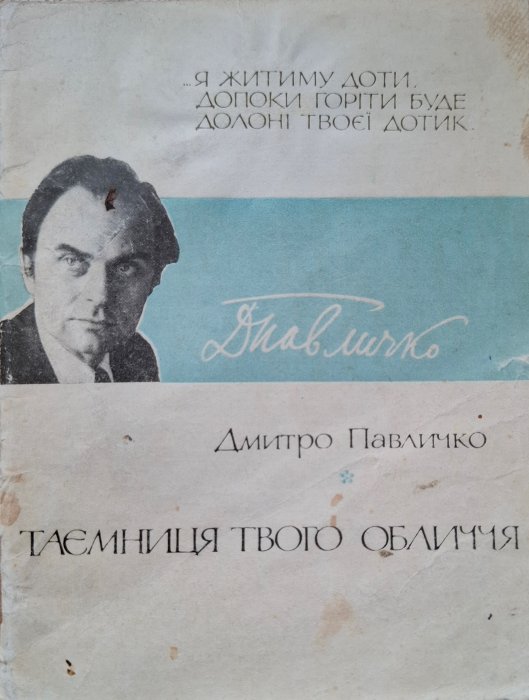 ...Я ЖИТИМУ ДОТИ,
ДОПОКИ ГОРІТИ БУДЕ
ДОЛОНІ ТВОЄЇ ДОТИК.
ДПавличко
Дмитро Павличко
*
ТАЄМНИЦЯ ТВОГО ОБЛИЧЧЯ